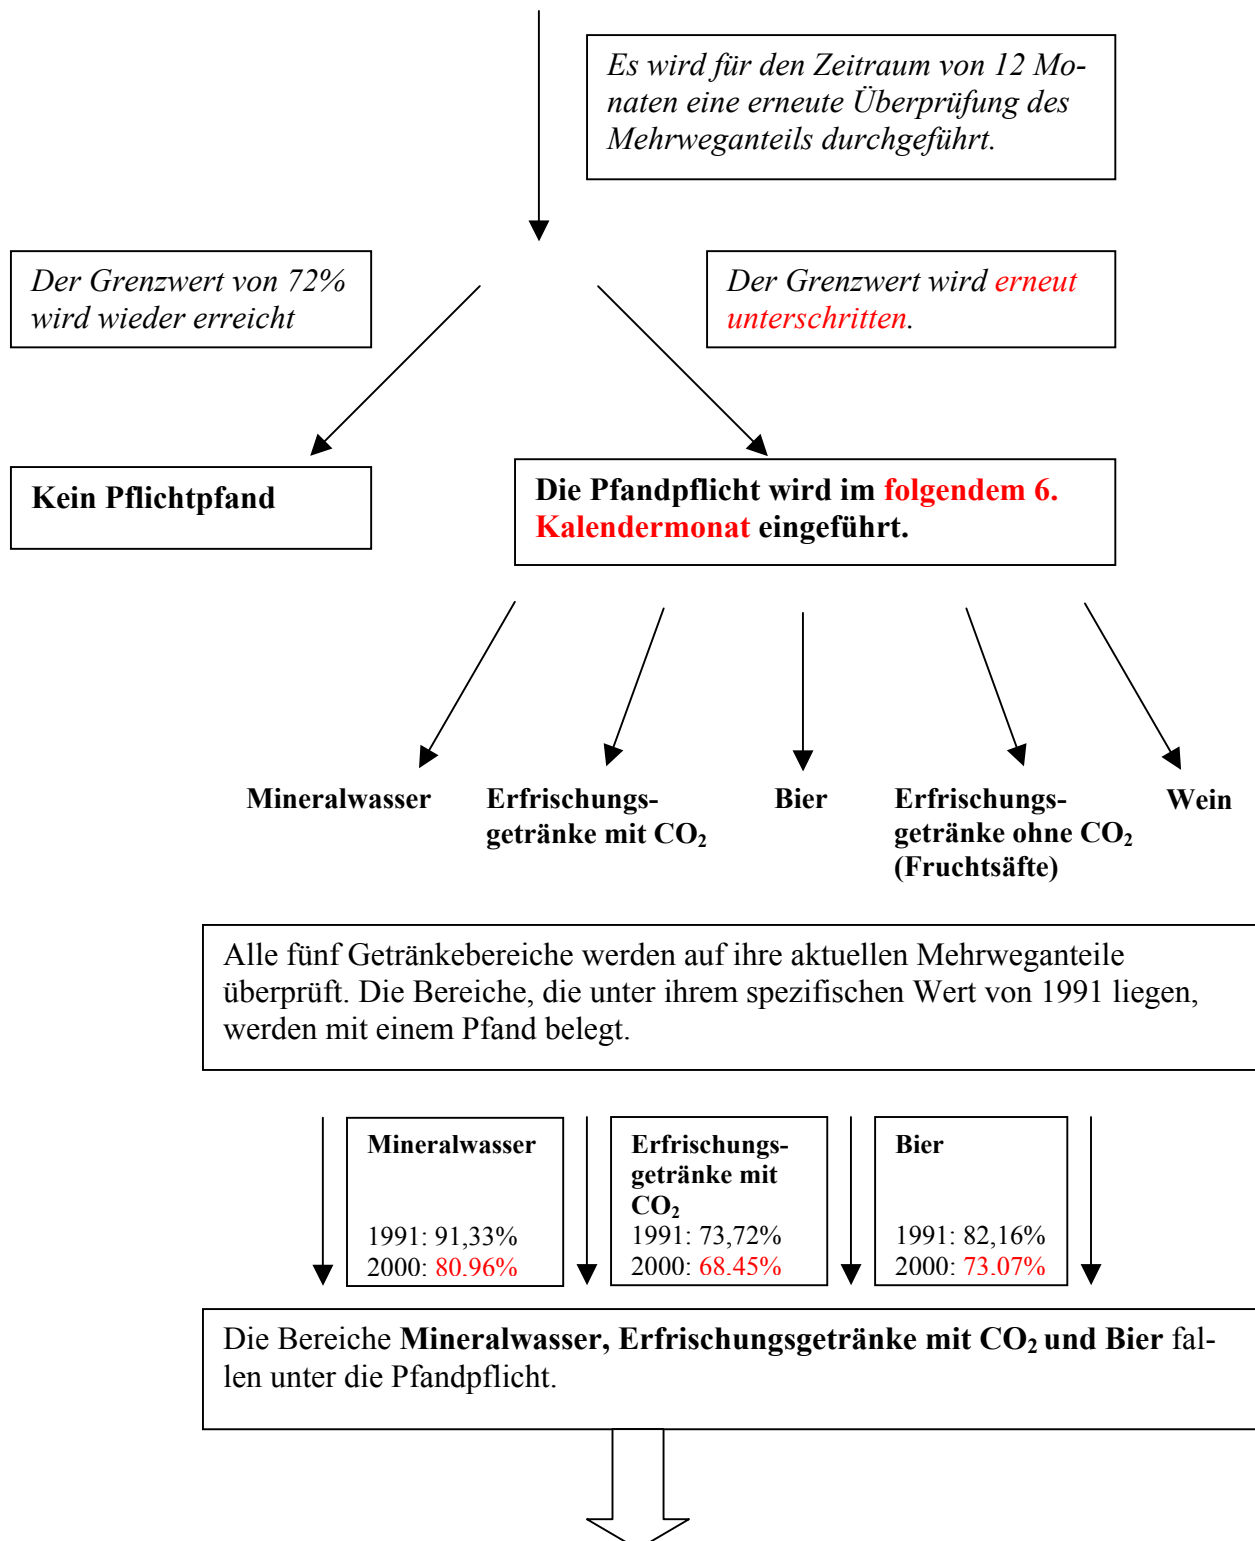 Es wird für den Zeitraum von 12 Mo-
naten eine erneute Überprüfung des
Mehrweganteils durchgeführt.
Der Grenzwert von 72%
wird wieder erreicht
Der Grenzwert wird erneut
unterschritten.
Kein Pflichtpfand
Die Pfandpflicht wird im folgendem 6.
Kalendermonat eingeführt.
Mineralwasser
Erfrischungs-
getränke mit CO₂
Bier
Erfrischungs-
getränke ohne CO₂
(Fruchtsäfte)
Wein
Alle fünf Getränkebereiche werden auf ihre aktuellen Mehrweganteile
überprüft. Die Bereiche, die unter ihrem spezifischen Wert von 1991 liegen,
werden mit einem Pfand belegt.
Mineralwasser
1991: 91,33%
2000: 80,96%
Erfrischungs-
getränke mit
CO₂
1991: 73,72%
2000: 68,45%
Bier
1991: 82,16%
2000: 73,07%
Die Bereiche Mineralwasser, Erfrischungsgetränke mit CO₂ und Bier fal-
len unter die Pfandpflicht.